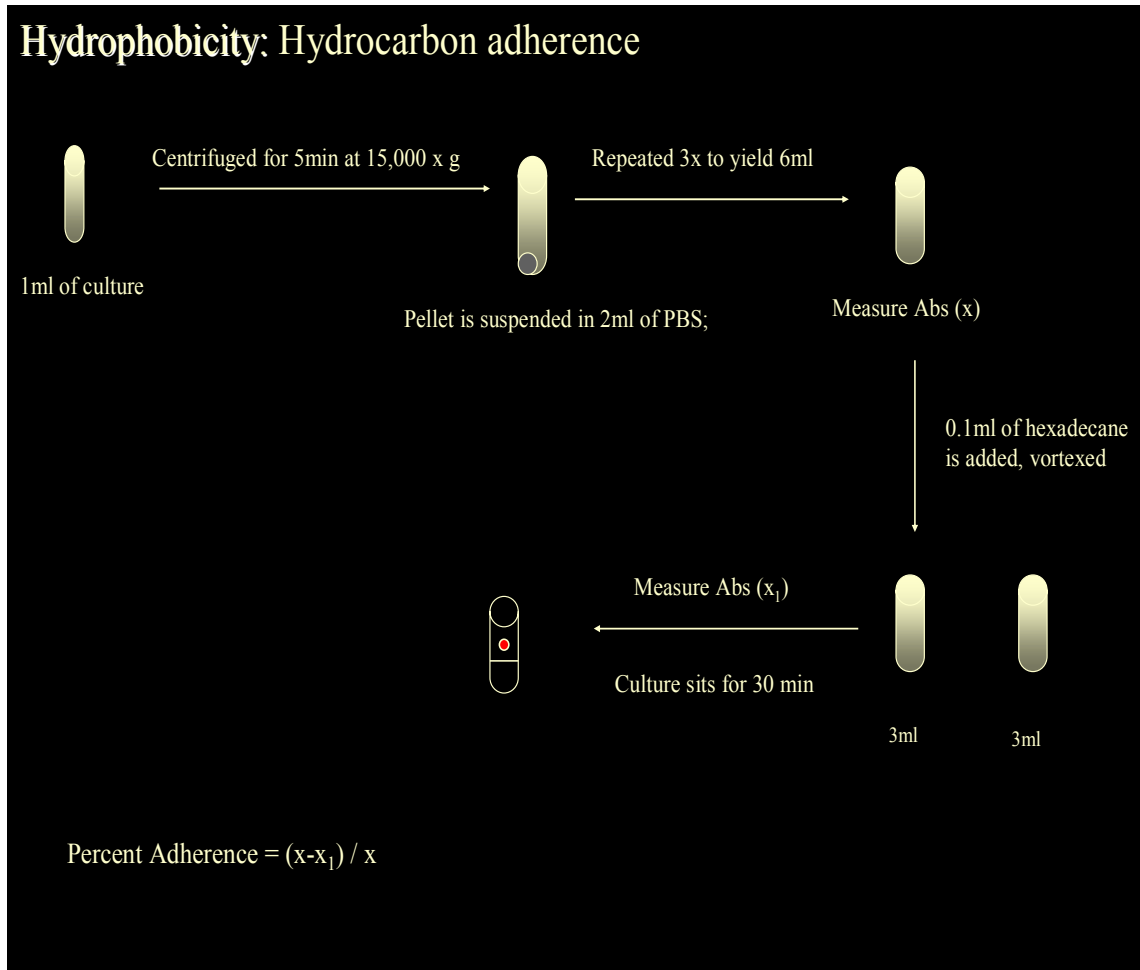 Hydrophobicity: Hydrocarbon adherence
Centrifuged for 5min at 15,000 x g
Repeated 3x to yield 6ml
1ml of culture
Pellet is suspended in 2ml of PBS;
Measure Abs (x)
0.1ml of hexadecane
is added, vortexed
Measure Abs (x₁)
Culture sits for 30 min
3ml
3ml
Percent Adherence = (x-x₁) / x